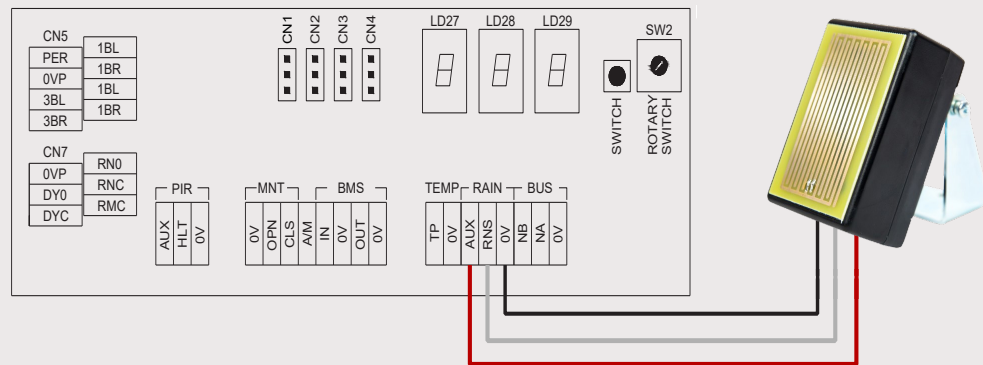 CN5
PER
0VP
3BL
3BR
1BL
1BR
1BL
1BR
CN7
0VP
DY0
DYC
RN0
RNC
RMC
CN1
CN2
CN3
CN4
LD27
LD28
LD29
SW2
SWITCH
ROTARY
SWITCH
PIR
AUX
HLT
0V
MNT
BMS
0V
OPN
CLS
A/M
IN
0V
OUT
0V
TEMP
RAIN
BUS
TP
0V
AUX
RNS
0V
NB
NA
0V